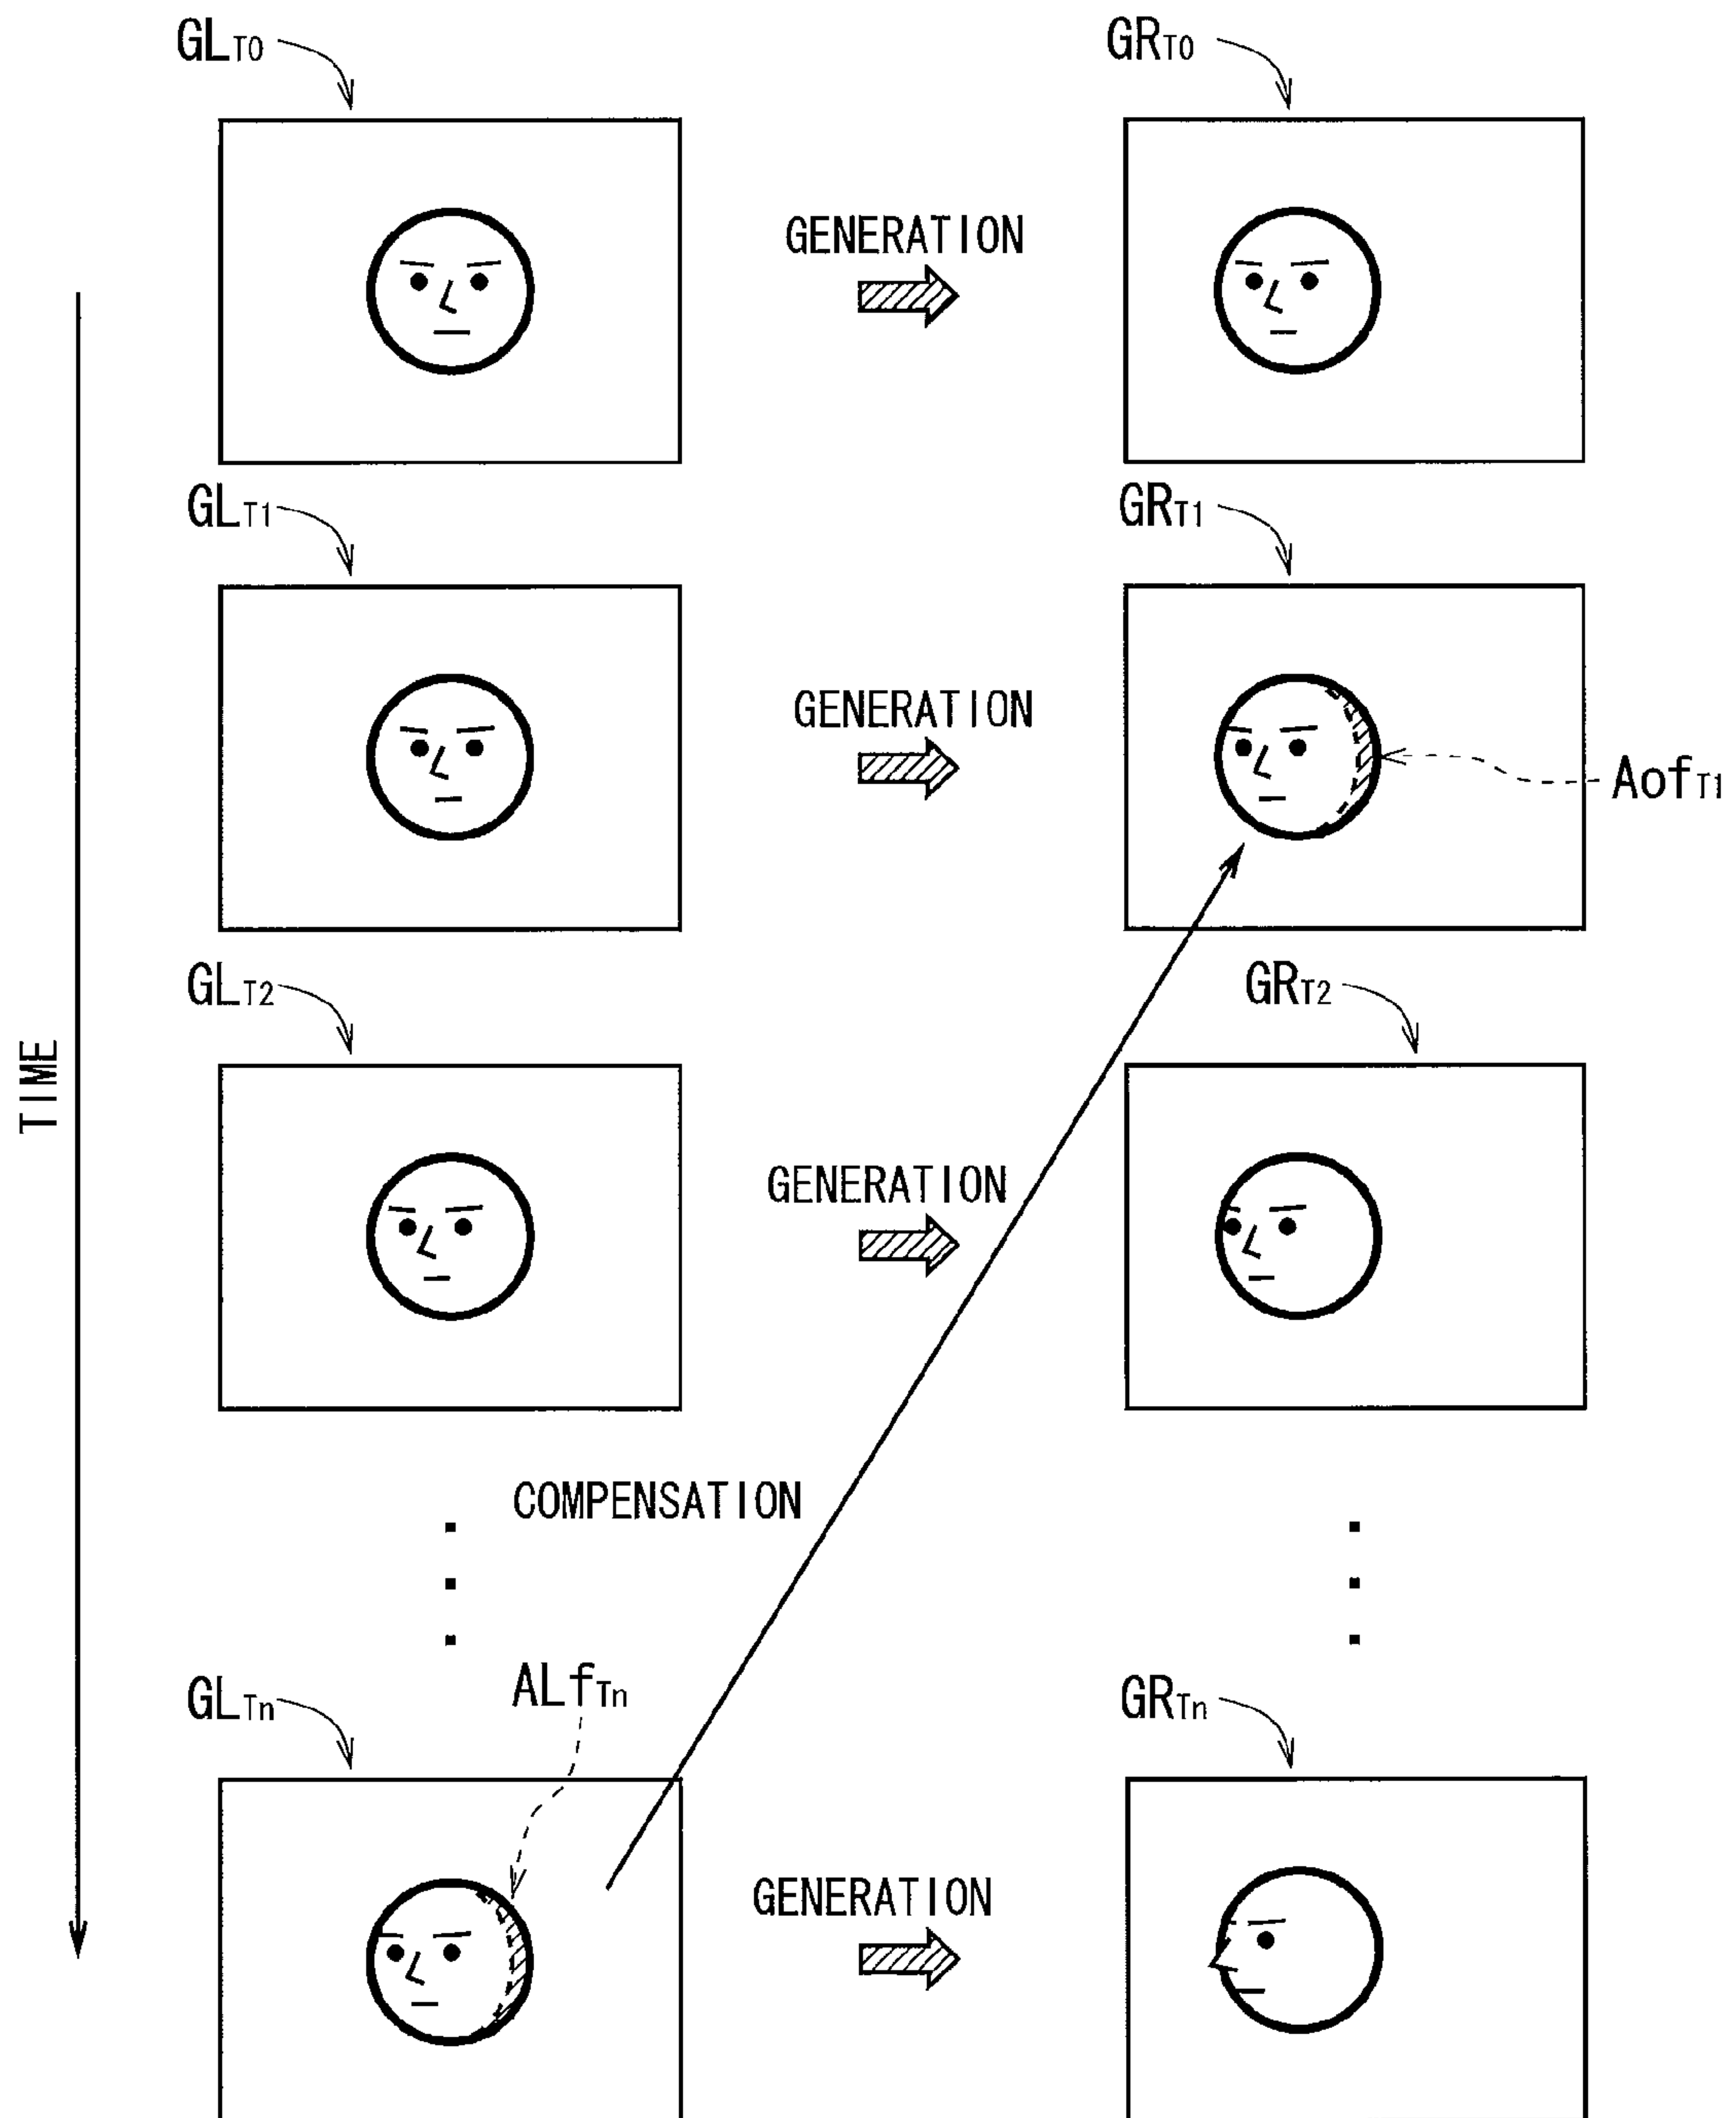 GLT0 GRT0
GENERATION
GLT1 GRT1
GENERATION
AofT1
GLT2 GRT2
TIME
GENERATION
COMPENSATION
GLTn ALfTn GRTn
GENERATION